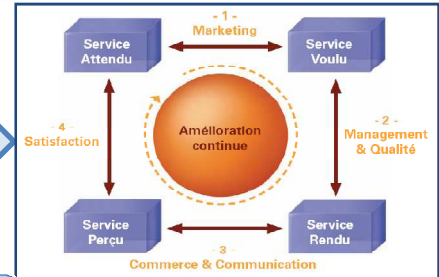 - 1 -
Marketing
Service
Attendu
Service
Voulu
- 4 -
Satisfaction
Amélioration
continue
- 2 -
Management
& Qualité
Service
Perçu
Service
Rendu
- 3 -
Commerce & Communication